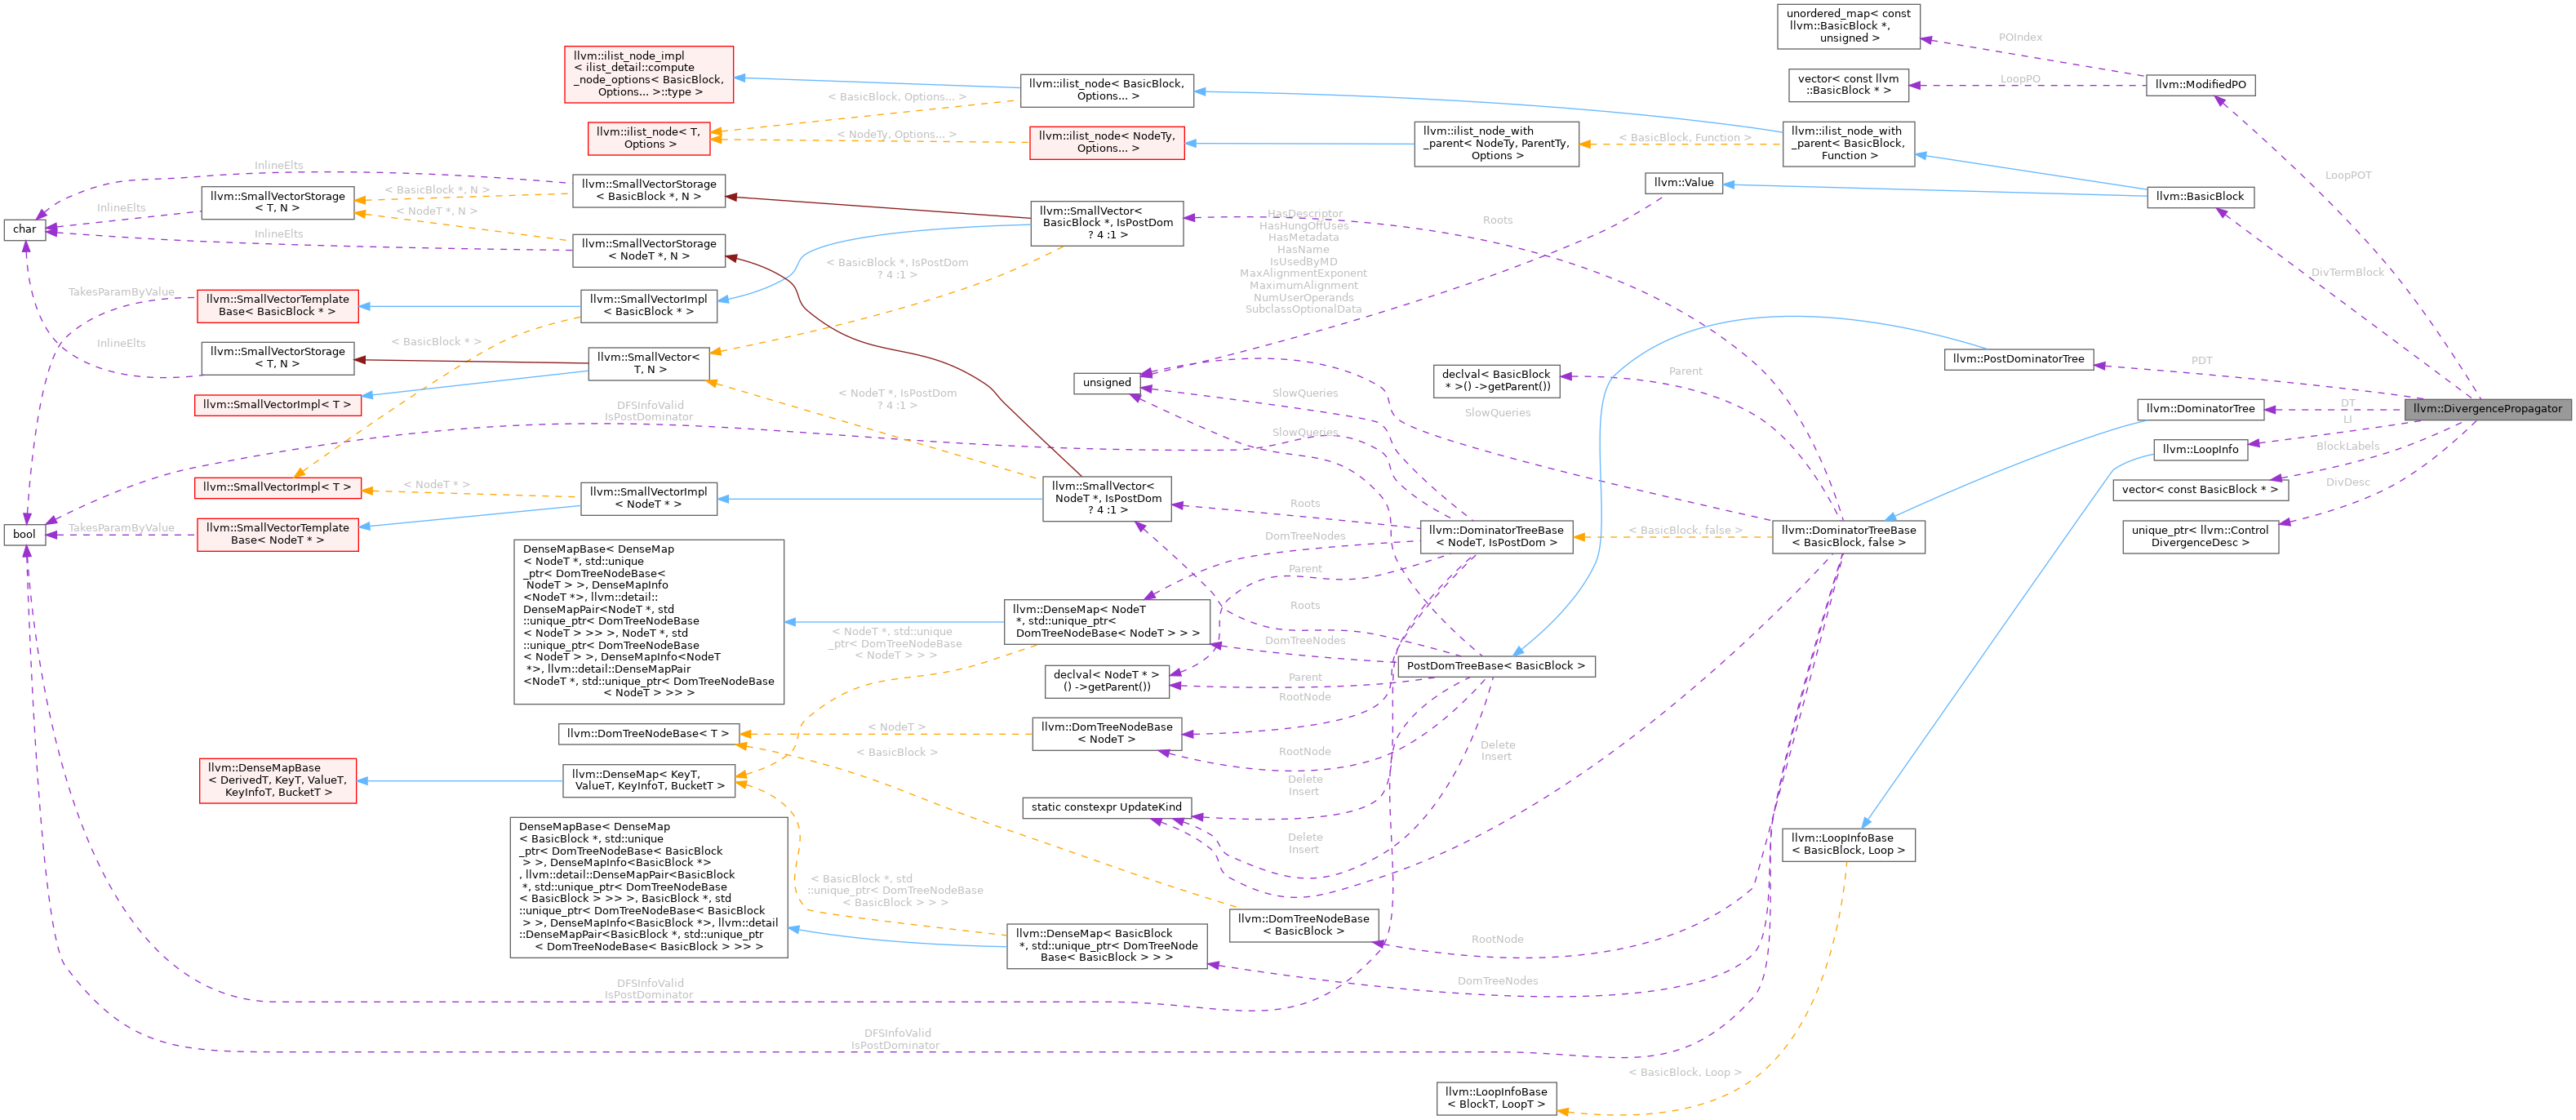 unordered_map< const
llvm::BasicBlock *,
unsigned >
POIndex
llvm::ilist_node_impl
< ilist_detail::compute
_node_options< BasicBlock,
Options... >::type >
llvm::ilist_node< BasicBlock,
Options... >
< BasicBlock, Options... >
vector< const llvm
::BasicBlock * >
LoopPO
llvm::ModifiedPO
llvm::ilist_node< T,
Options >
< NodeTy, Options... >
llvm::ilist_node< NodeTy,
Options... >
llvm::ilist_node_with
_parent< NodeTy, ParentTy,
Options >
< BasicBlock, Function >
llvm::ilist_node_with
_parent< BasicBlock,
Function >
InlineElts
llvm::SmallVectorStorage
< T, N >
< BasicBlock *, N >
llvm::SmallVectorStorage
< BasicBlock *, N >
llvm::Value
llvm::BasicBlock
LoopPOT
InlineElts
< NodeT *, N >
char
InlineElts
llvm::SmallVectorStorage
< NodeT *, N >
llvm::SmallVector<
BasicBlock *, IsPostDom
? 4 :1 >
HasDescriptor
HasHungOffUses
HasMetadata
HasName
IsUsedByMD
MaxAlignmentExponent
MaximumAlignment
NumUserOperands
SubclassOptionalData
Roots
< BasicBlock *, IsPostDom
? 4 :1 >
DivTermBlock
TakesParamByValue
llvm::SmallVectorTemplate
Base< BasicBlock * >
llvm::SmallVectorImpl
< BasicBlock * >
InlineElts
llvm::SmallVectorStorage
< T, N >
< BasicBlock * >
llvm::SmallVector<
T, N >
llvm::PostDominatorTree
PDT
unsigned
declval< BasicBlock
* >() ->getParent())
Parent
llvm::SmallVectorImpl< T >
DFSInfoValid
IsPostDominator
< NodeT *, IsPostDom
? 4 :1 >
SlowQueries
SlowQueries
SlowQueries
llvm::DominatorTree
DT
LI
llvm::DivergencePropagator
llvm::LoopInfo
BlockLabels
llvm::SmallVectorImpl< T >
< NodeT * >
llvm::SmallVectorImpl
< NodeT * >
llvm::SmallVector<
NodeT *, IsPostDom
? 4 :1 >
Roots
vector< const BasicBlock * >
DivDesc
bool
TakesParamByValue
llvm::SmallVectorTemplate
Base< NodeT * >
DomTreeNodes
llvm::DominatorTreeBase
< NodeT, IsPostDom >
< BasicBlock, false >
llvm::DominatorTreeBase
< BasicBlock, false >
unique_ptr< llvm::Control
DivergenceDesc >
DenseMapBase< DenseMap
< NodeT *, std::unique
_ptr< DomTreeNodeBase<
NodeT > >, DenseMapInfo
<NodeT *>, llvm::detail::
DenseMapPair<NodeT *, std
::unique_ptr< DomTreeNodeBase
< NodeT > >> >, NodeT *, std
::unique_ptr< DomTreeNodeBase
< NodeT > >, DenseMapInfo<NodeT
*>, llvm::detail::DenseMapPair
<NodeT *, std::unique_ptr< DomTreeNodeBase
< NodeT > >> >
Parent
llvm::DenseMap< NodeT
*, std::unique_ptr<
DomTreeNodeBase< NodeT > > >
Roots
< NodeT *, std::unique
_ptr< DomTreeNodeBase
< NodeT > > >
DomTreeNodes
PostDomTreeBase< BasicBlock >
declval< NodeT * >
() ->getParent())
Parent
RootNode
llvm::DomTreeNodeBase< T >
< NodeT >
llvm::DomTreeNodeBase
< NodeT >
< BasicBlock >
RootNode
Delete
Insert
llvm::DenseMapBase
< DerivedT, KeyT, ValueT,
KeyInfoT, BucketT >
llvm::DenseMap< KeyT,
ValueT, KeyInfoT, BucketT >
Delete
Insert
static constexpr UpdateKind
Delete
Insert
llvm::LoopInfoBase
< BasicBlock, Loop >
DenseMapBase< DenseMap
< BasicBlock *, std::unique
_ptr< DomTreeNodeBase< BasicBlock
> >, DenseMapInfo<BasicBlock *>
, llvm::detail::DenseMapPair<BasicBlock
*, std::unique_ptr< DomTreeNodeBase
< BasicBlock > >> >, BasicBlock *, std
::unique_ptr< DomTreeNodeBase< BasicBlock
> >, DenseMapInfo<BasicBlock *>, llvm::detail
::DenseMapPair<BasicBlock *, std::unique_ptr
< DomTreeNodeBase< BasicBlock > >> >
< BasicBlock *, std
::unique_ptr< DomTreeNodeBase
< BasicBlock > > >
llvm::DomTreeNodeBase
< BasicBlock >
RootNode
llvm::DenseMap< BasicBlock
*, std::unique_ptr< DomTreeNode
Base< BasicBlock > > >
DomTreeNodes
DFSInfoValid
IsPostDominator
DFSInfoValid
IsPostDominator
< BasicBlock, Loop >
llvm::LoopInfoBase
< BlockT, LoopT >